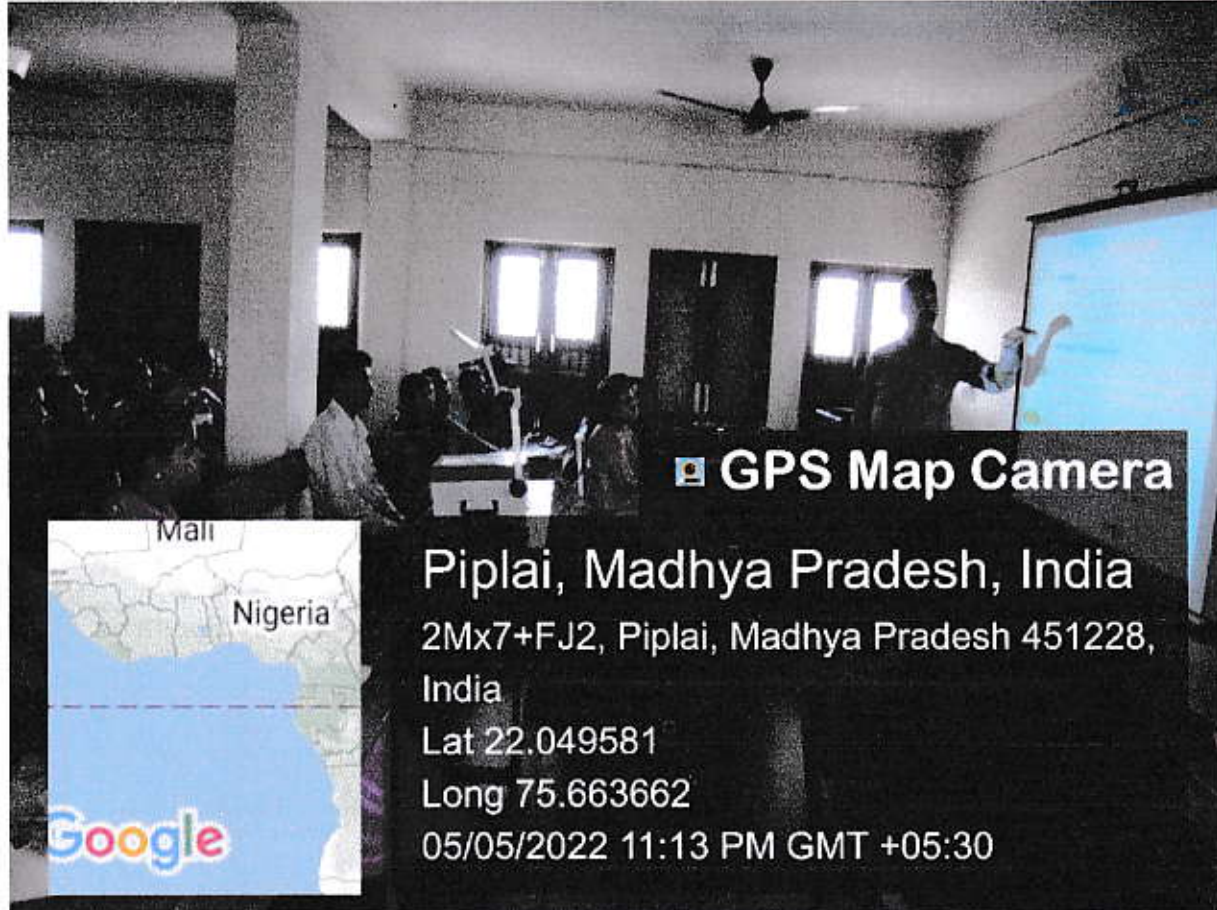 GPS Map Camera
Mali
Nigeria
Google
Piplai, Madhya Pradesh, India
2Mx7+FJ2, Piplai, Madhya Pradesh 451228,
India
Lat 22.049581
Long 75.663662
05/05/2022 11:13 PM GMT +05:30